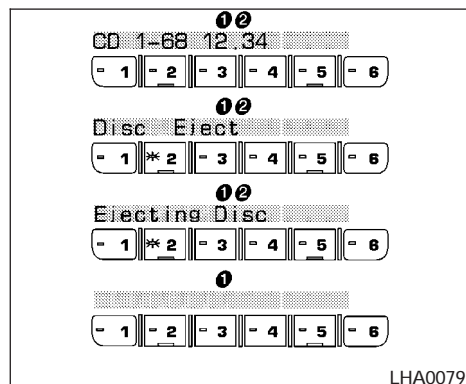 ❶❷
CD 1-68 12.34
1 2 3 4 5 6
❶❷
Disc Eject
1 * 2 3 4 5 6
❶❷
Ejecting Disc
1 * 2 3 4 5 6
❶
1 2 3 4 5 6
LHA0079